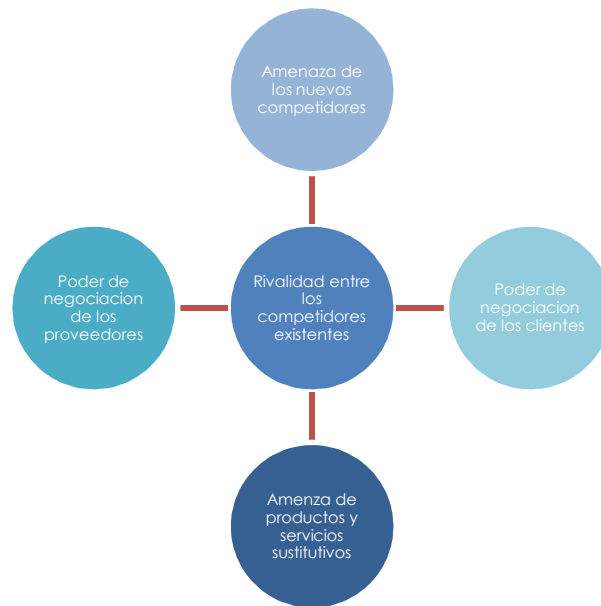 Amenaza de
los nuevos
competidores
Poder de
negociacion
de los
proveedores
Rivalidad entre
los
competidores
existentes
Poder de
negociacion
de los clientes
Amenza de
productos y
servicios
sustitutivos